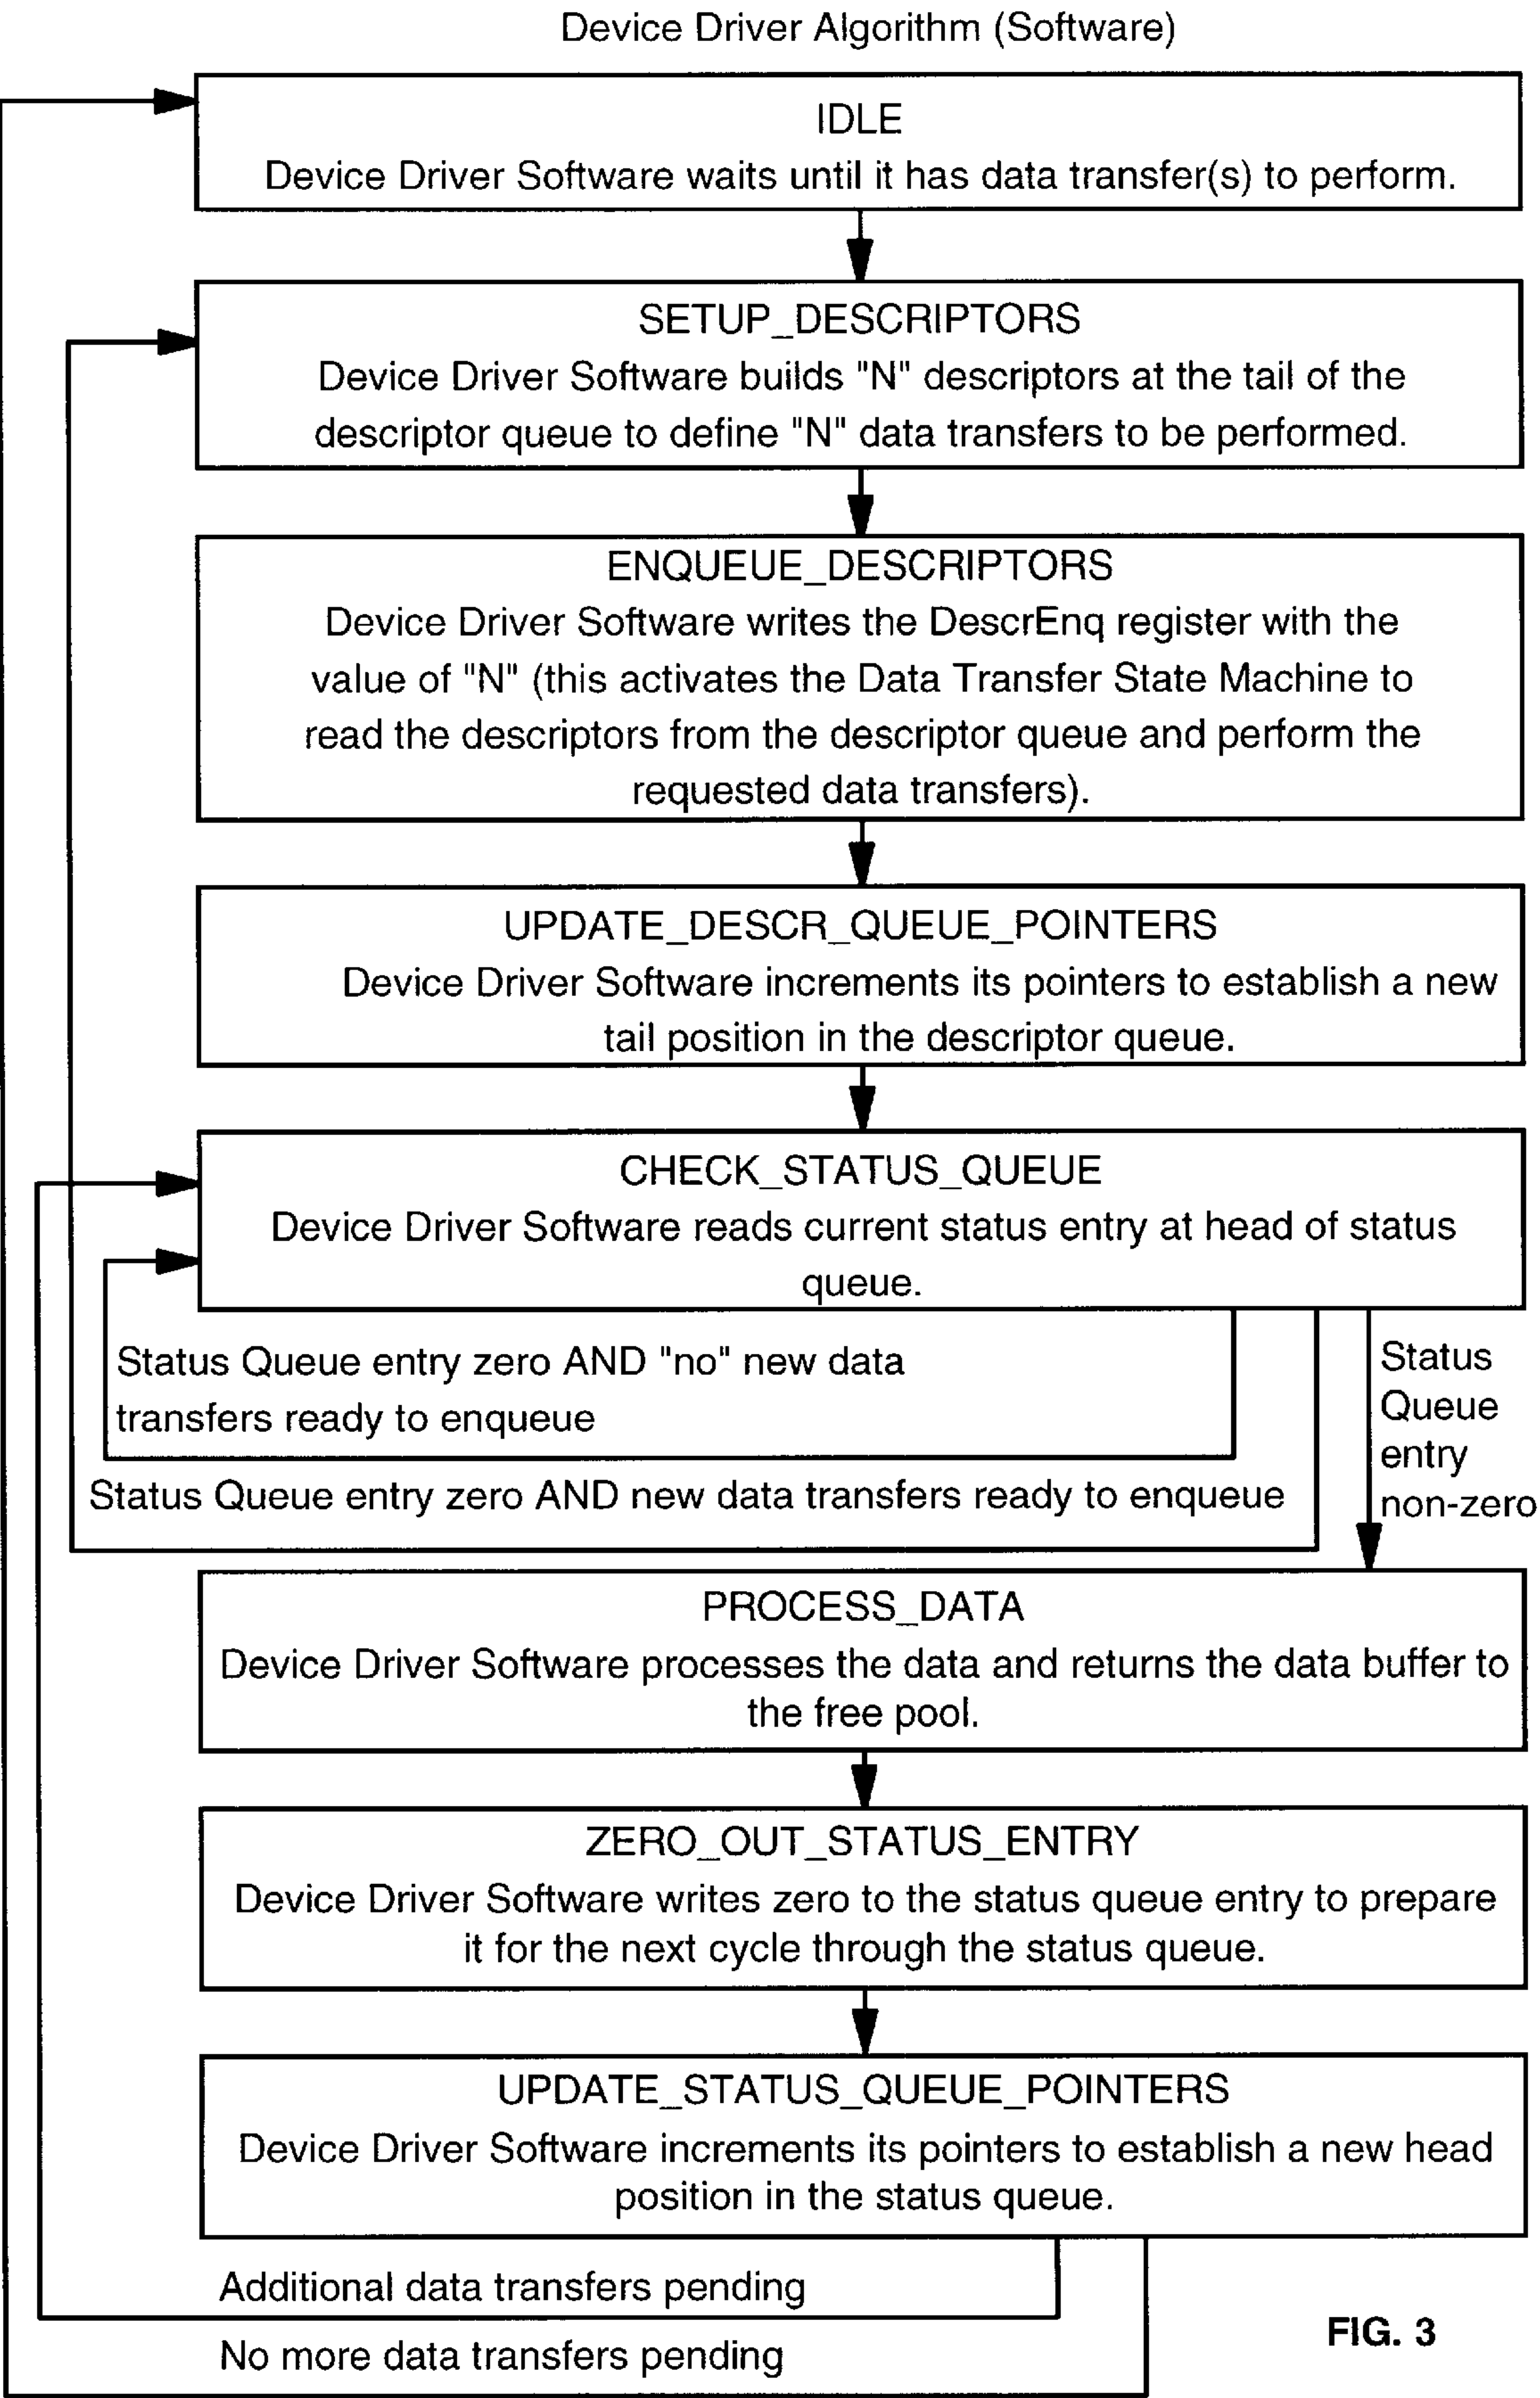 Device Driver Algorithm (Software)
IDLE
Device Driver Software waits until it has data transfer(s) to perform.
SETUP_DESCRIPTORS
Device Driver Software builds "N" descriptors at the tail of the
descriptor queue to define "N" data transfers to be performed.
ENQUEUE_DESCRIPTORS
Device Driver Software writes the DescrEnq register with the
value of "N" (this activates the Data Transfer State Machine to
read the descriptors from the descriptor queue and perform the
requested data transfers).
UPDATE_DESCR_QUEUE_POINTERS
Device Driver Software increments its pointers to establish a new
tail position in the descriptor queue.
CHECK_STATUS_QUEUE
Device Driver Software reads current status entry at head of status
queue.
Status Queue entry zero AND "no" new data
transfers ready to enqueue
Status Queue entry zero AND new data transfers ready to enqueue
Status
Queue
entry
non-zero
PROCESS_DATA
Device Driver Software processes the data and returns the data buffer to
the free pool.
ZERO_OUT_STATUS_ENTRY
Device Driver Software writes zero to the status queue entry to prepare
it for the next cycle through the status queue.
UPDATE_STATUS_QUEUE_POINTERS
Device Driver Software increments its pointers to establish a new head
position in the status queue.
Additional data transfers pending
No more data transfers pending
FIG. 3